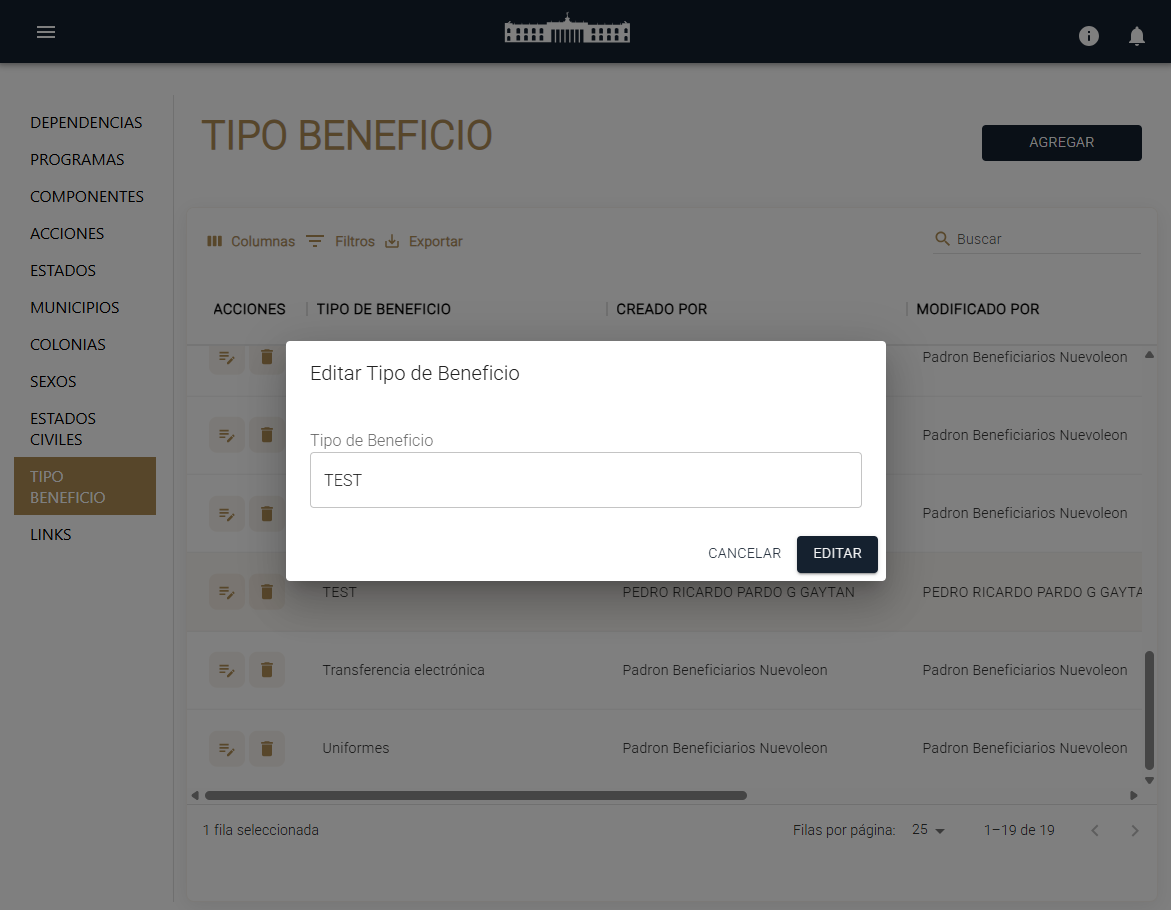 TIPO BENEFICIO
AGREGAR
DEPENDENCIAS
PROGRAMAS
COMPONENTES
ACCIONES
ESTADOS
MUNICIPIOS
COLONIAS
SEXOS
ESTADOS
CIVILES
TIPO
BENEFICIO
LINKS
Columnas Filtros Exportar Buscar
ACCIONES TIPO DE BENEFICIO CREADO POR MODIFICADO POR
Padron Beneficiarios Nuevoleon
Padron Beneficiarios Nuevoleon
Padron Beneficiarios Nuevoleon
Editar Tipo de Beneficio
Tipo de Beneficio
TEST
CANCELAR EDITAR
TEST PEDRO RICARDO PARDO G GAYTAN PEDRO RICARDO PARDO G GAYTA
Transferencia electrónica Padron Beneficiarios Nuevoleon Padron Beneficiarios Nuevoleon
Uniformes Padron Beneficiarios Nuevoleon Padron Beneficiarios Nuevoleon
1 fila seleccionada Filas por página: 25 1–19 de 19